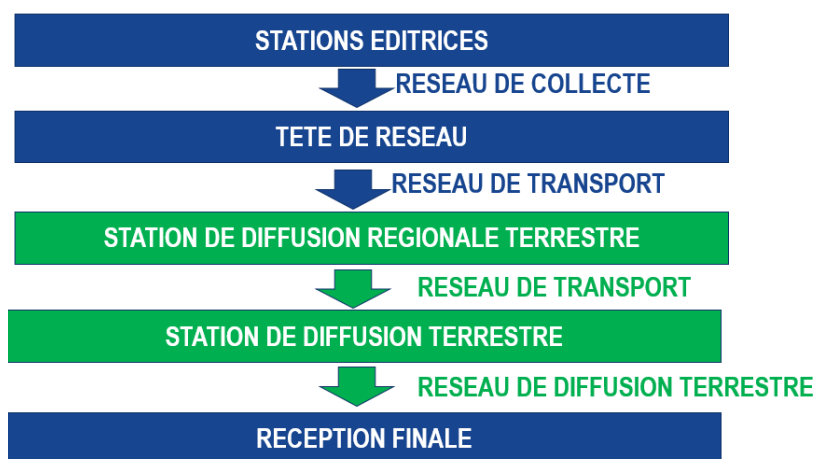 STATIONS EDITRICES
RESEAU DE COLLECTE
TETE DE RESEAU
RESEAU DE TRANSPORT
STATION DE DIFFUSION REGIONALE TERRESTRE
RESEAU DE TRANSPORT
STATION DE DIFFUSION TERRESTRE
RESEAU DE DIFFUSION TERRESTRE
RECEPTION FINALE